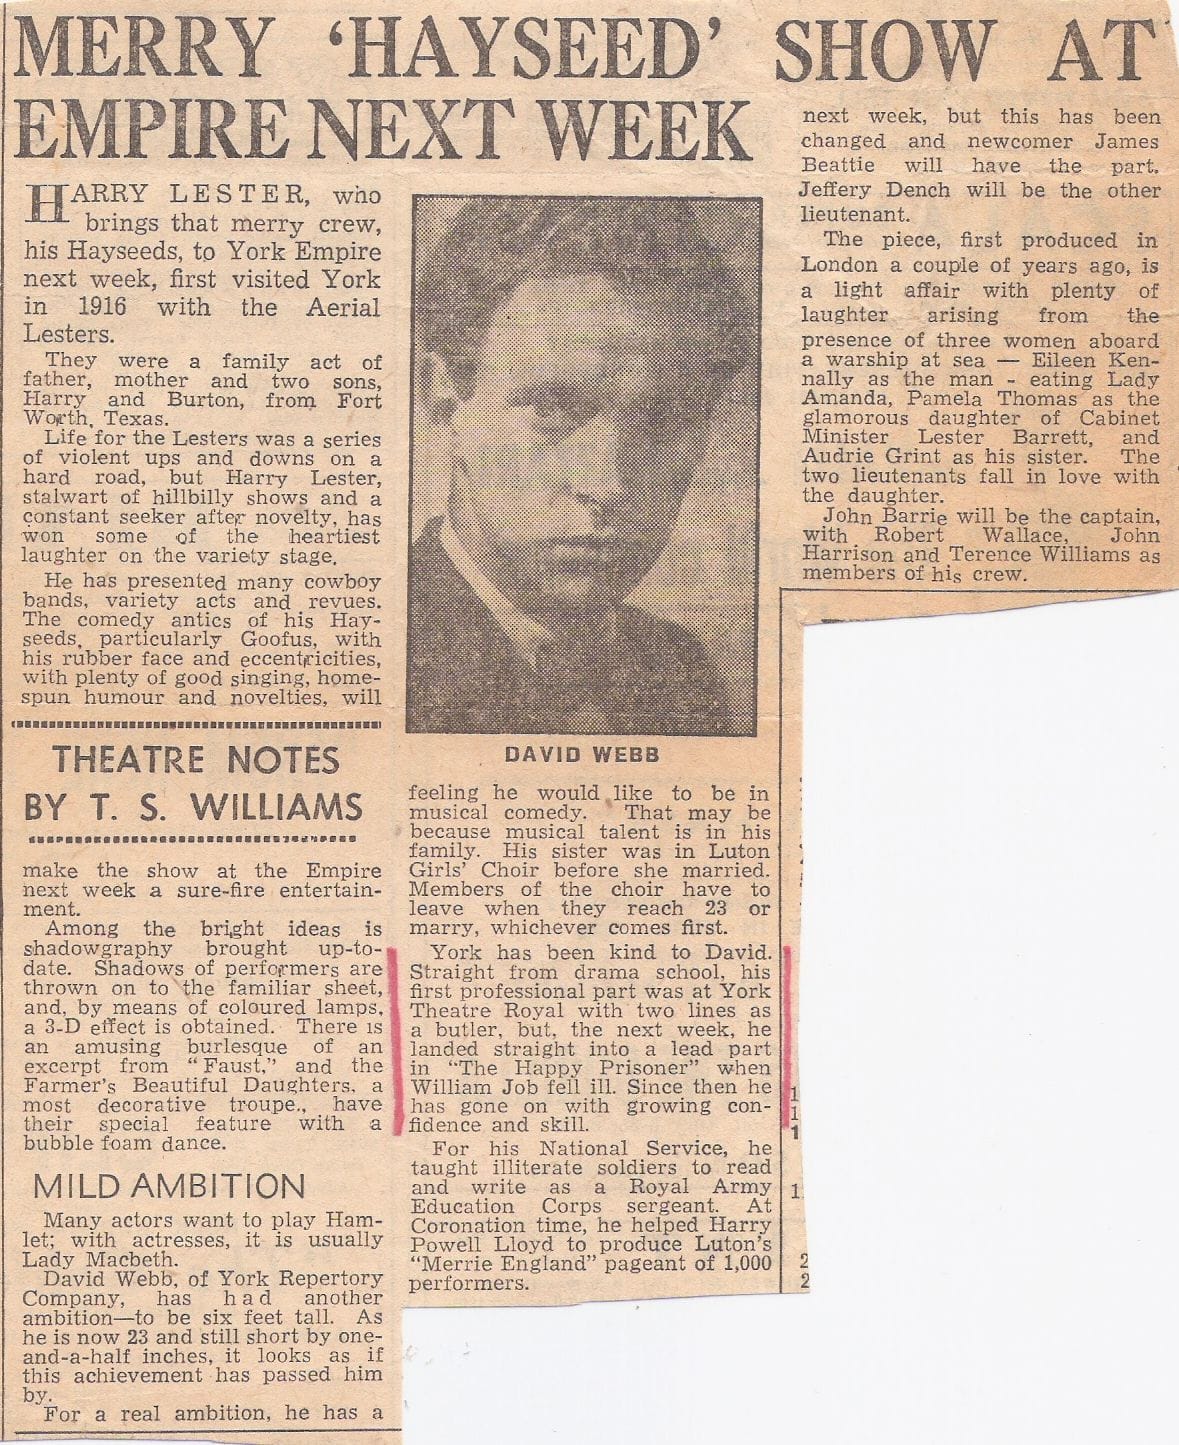 MERRY ‘HAYSEED’ SHOW AT
EMPIRE NEXT WEEK
HARRY LESTER, who
brings that merry crew,
his Hayseeds, to York Empire
next week, first visited York
in 1916 with the Aerial
Lesters.
They were a family act of
father, mother and two sons,
Harry and Burton, from Fort
Worth, Texas.
Life for the Lesters was a series
of violent ups and downs on a
hard road, but Harry Lester,
stalwart of hillbilly shows and a
constant seeker after novelty, has
won some of the heartiest
laughter on the variety stage.
He has presented many cowboy
bands, variety acts and revues.
The comedy antics of his Hay-
seeds, particularly Goofus, with
his rubber face and eccentricities,
with plenty of good singing, home-
spun humour and novelties, will
THEATRE NOTES
BY T. S. WILLIAMS
make the show at the Empire
next week a sure-fire entertain-
ment.
Among the bright ideas is
shadowgraphy brought up-to-
date. Shadows of performers are
thrown on to the familiar sheet,
and, by means of coloured lamps,
a 3-D effect is obtained. There is
an amusing burlesque of an
excerpt from “Faust,” and the
Farmer's Beautiful Daughters, a
most decorative troupe., have
their special feature with a
bubble foam dance.
MILD AMBITION
Many actors want to play Ham-
let; with actresses, it is usually
Lady Macbeth.
David Webb, of York Repertory
Company, has had another
ambition—to be six feet tall. As
he is now 23 and still short by one-
and-a-half inches, it looks as if
this achievement has passed him
by.
For a real ambition, he has a
DAVID WEBB
feeling he would like to be in
musical comedy. That may be
because musical talent is in his
family. His sister was in Luton
Girls' Choir before she married.
Members of the choir have to
leave when they reach 23 or
marry, whichever comes first.
York has been kind to David.
Straight from drama school, his
first professional part was at York
Theatre Royal with two lines as
a butler, but, the next week, he
landed straight into a lead part
in “The Happy Prisoner” when
William Job fell ill. Since then he
has gone on with growing con-
fidence and skill.
For his National Service, he
taught illiterate soldiers to read
and write as a Royal Army
Education Corps sergeant. At
Coronation time, he helped Harry
Powell Lloyd to produce Luton's
“Merrie England” pageant of 1,000
performers.
next week, but this has been
changed and newcomer James
Beattie will have the part.
Jeffery Dench will be the other
lieutenant.
The piece, first produced in
London a couple of years ago, is
a light affair with plenty of
laughter arising from the
presence of three women aboard
a warship at sea — Eileen Ken-
nally as the man - eating Lady
Amanda, Pamela Thomas as the
glamorous daughter of Cabinet
Minister Lester Barrett, and
Audrie Grint as his sister. The
two lieutenants fall in love with
the daughter.
John Barrie will be the captain,
with Robert Wallace, John
Harrison and Terence Williams as
members of his crew.
1
1
1
1
2
2